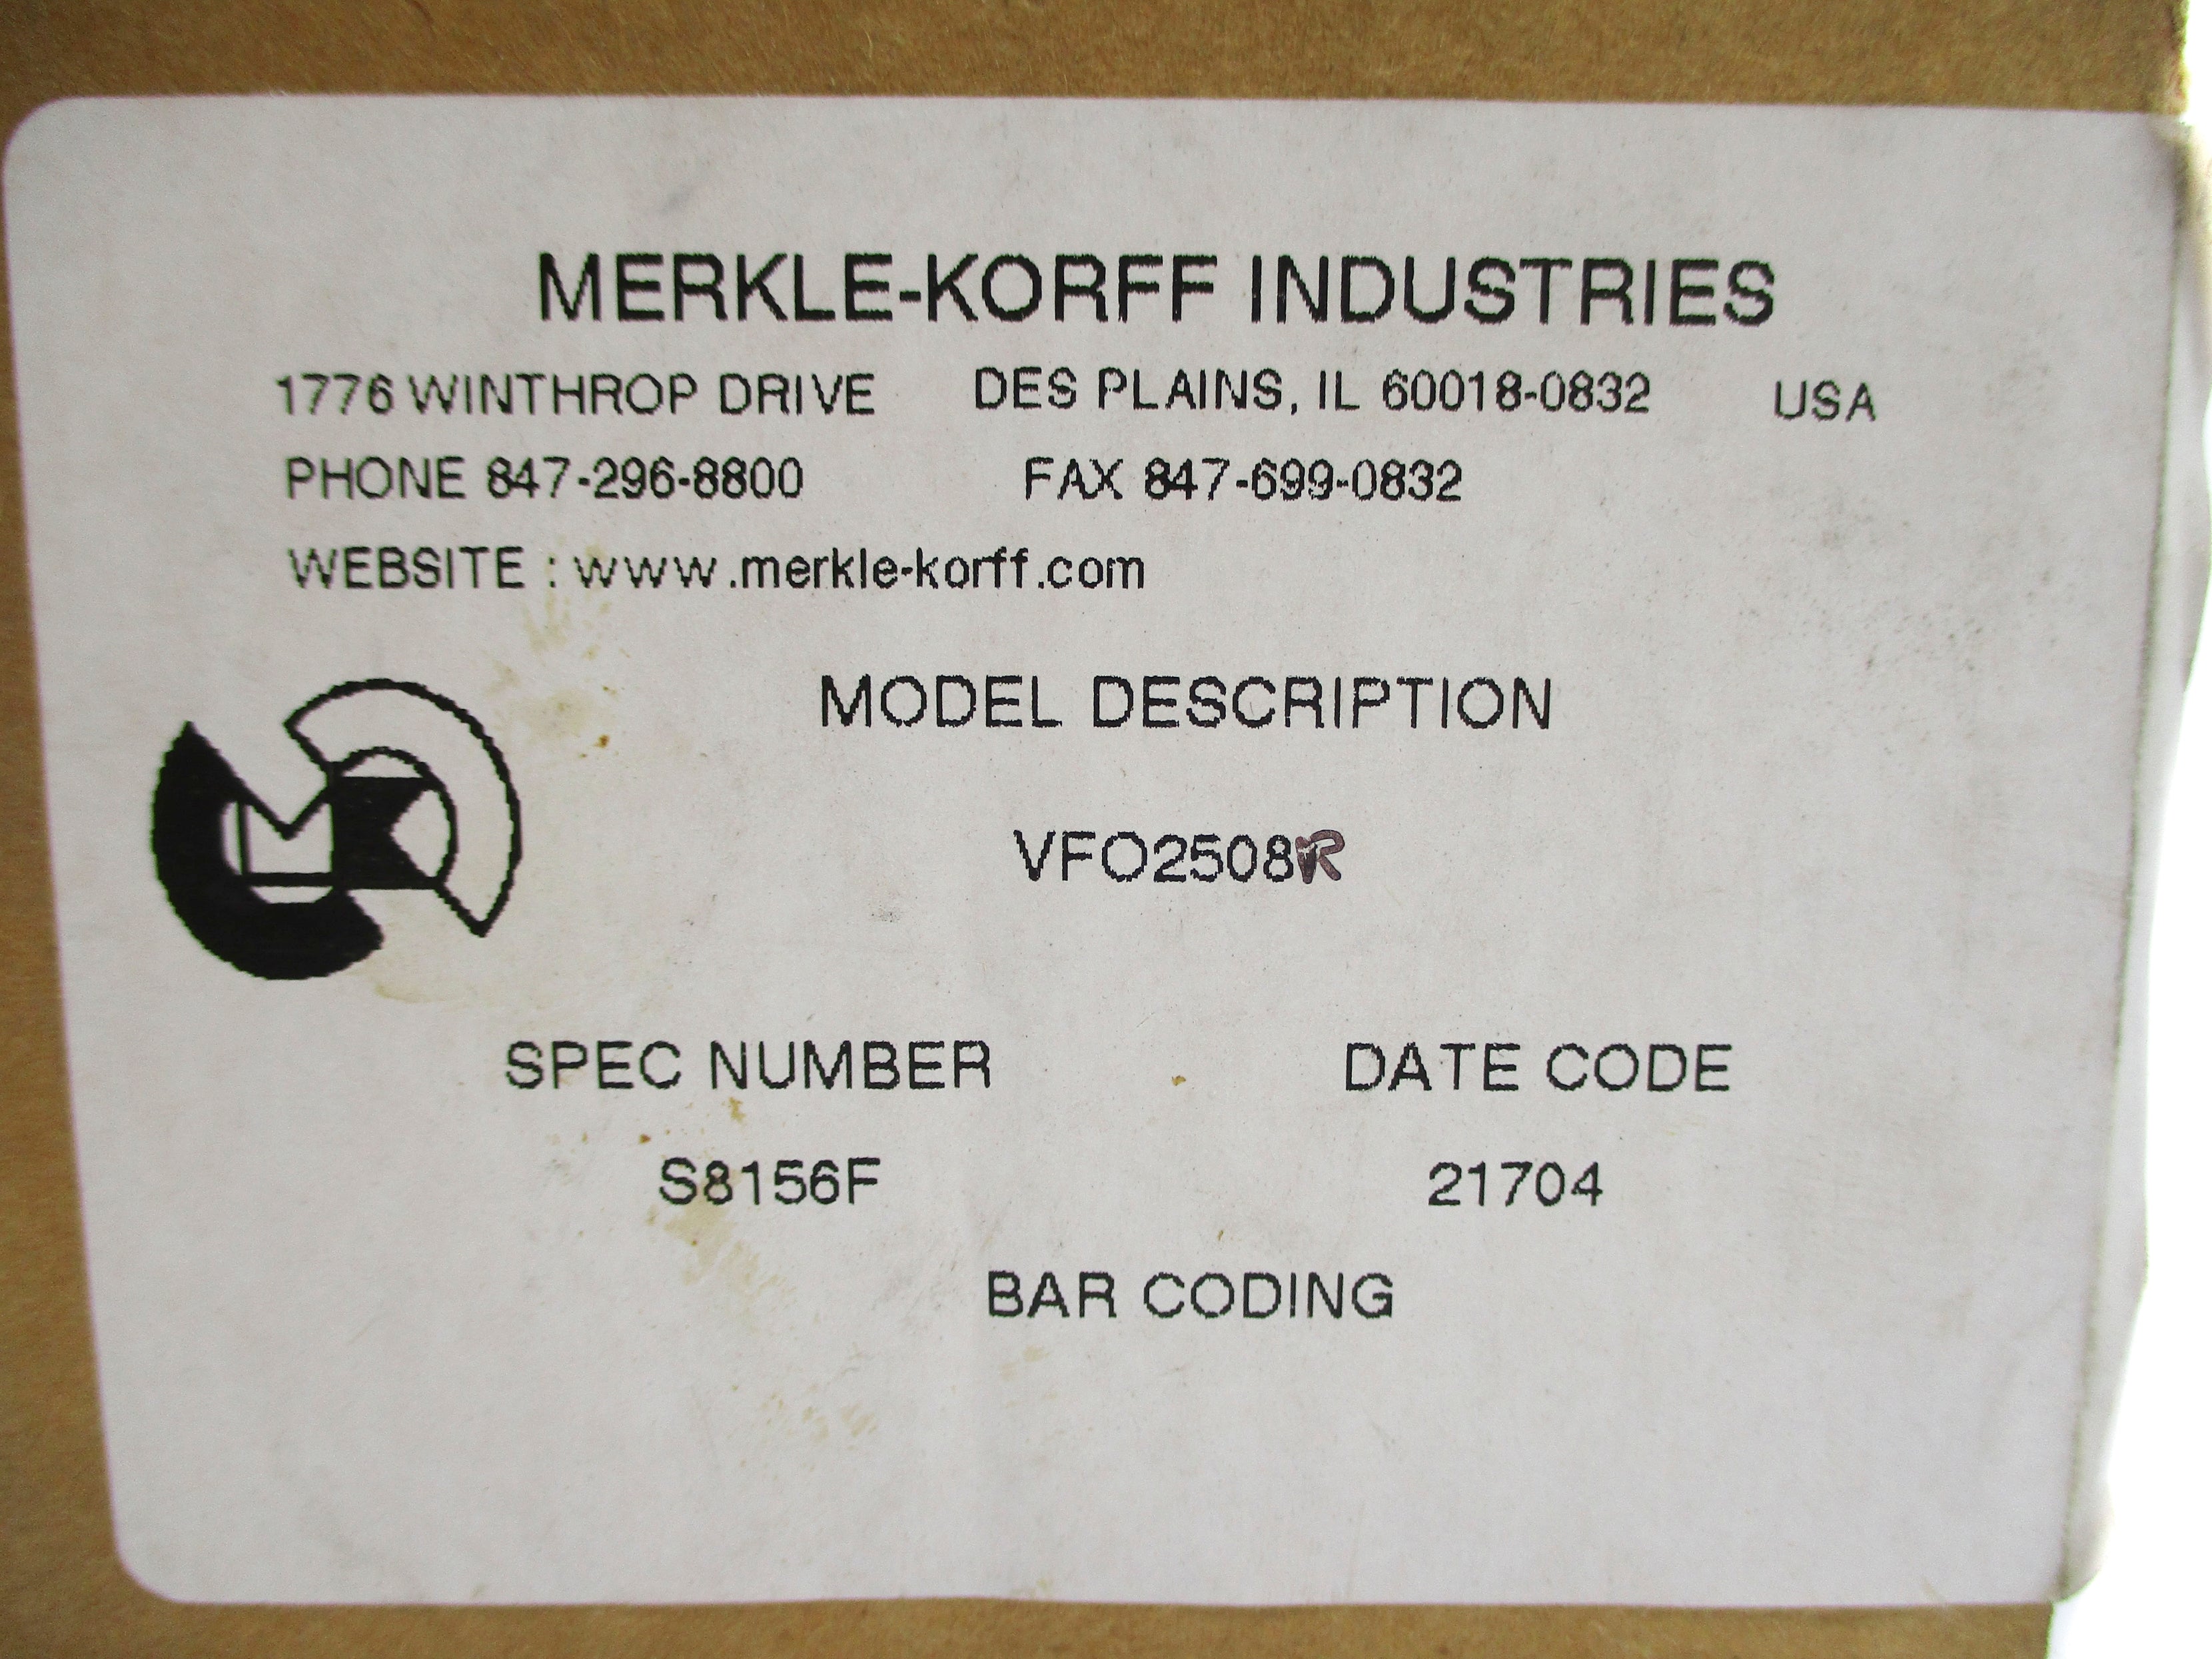 MERKLE-KORFF INDUSTRIES
1776 WINTHROP DRIVE DES PLAINS, IL 60018-0832 USA
PHONE 847-296-8800 FAX 847-699-0832
WEBSITE : www.merkle-korff.com
MK
MODEL DESCRIPTION
VFO2508R
SPEC NUMBER DATE CODE
S8156F 21704
BAR CODING